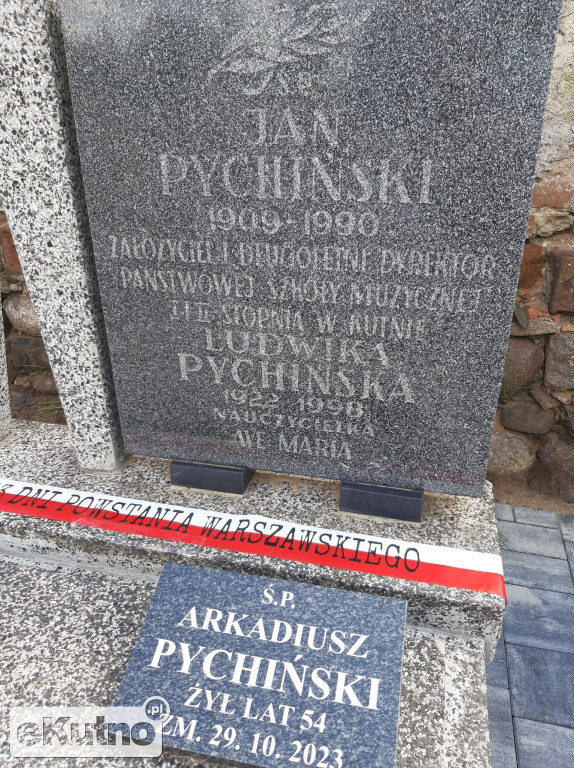 Ś.P.
JAN
PYCHIŃSKI
1909-1990
ZAŁOŻYCIEL I DŁUGOLETNI DYREKTOR
PAŃSTWOWEJ SZKOŁY MUZYCZNEJ
I i II STOPNIA W KUTNIE
LUDWIKA
PYCHIŃSKA
1922-1998
NAUCZYCIELKA
AVE MARIA
DNI POWSTANIA WARSZAWSKIEGO
Ś.P.
ARKADIUSZ
PYCHIŃSKI
ŻYŁ LAT 54
ZM. 29. 10. 2023
eKutno.pl